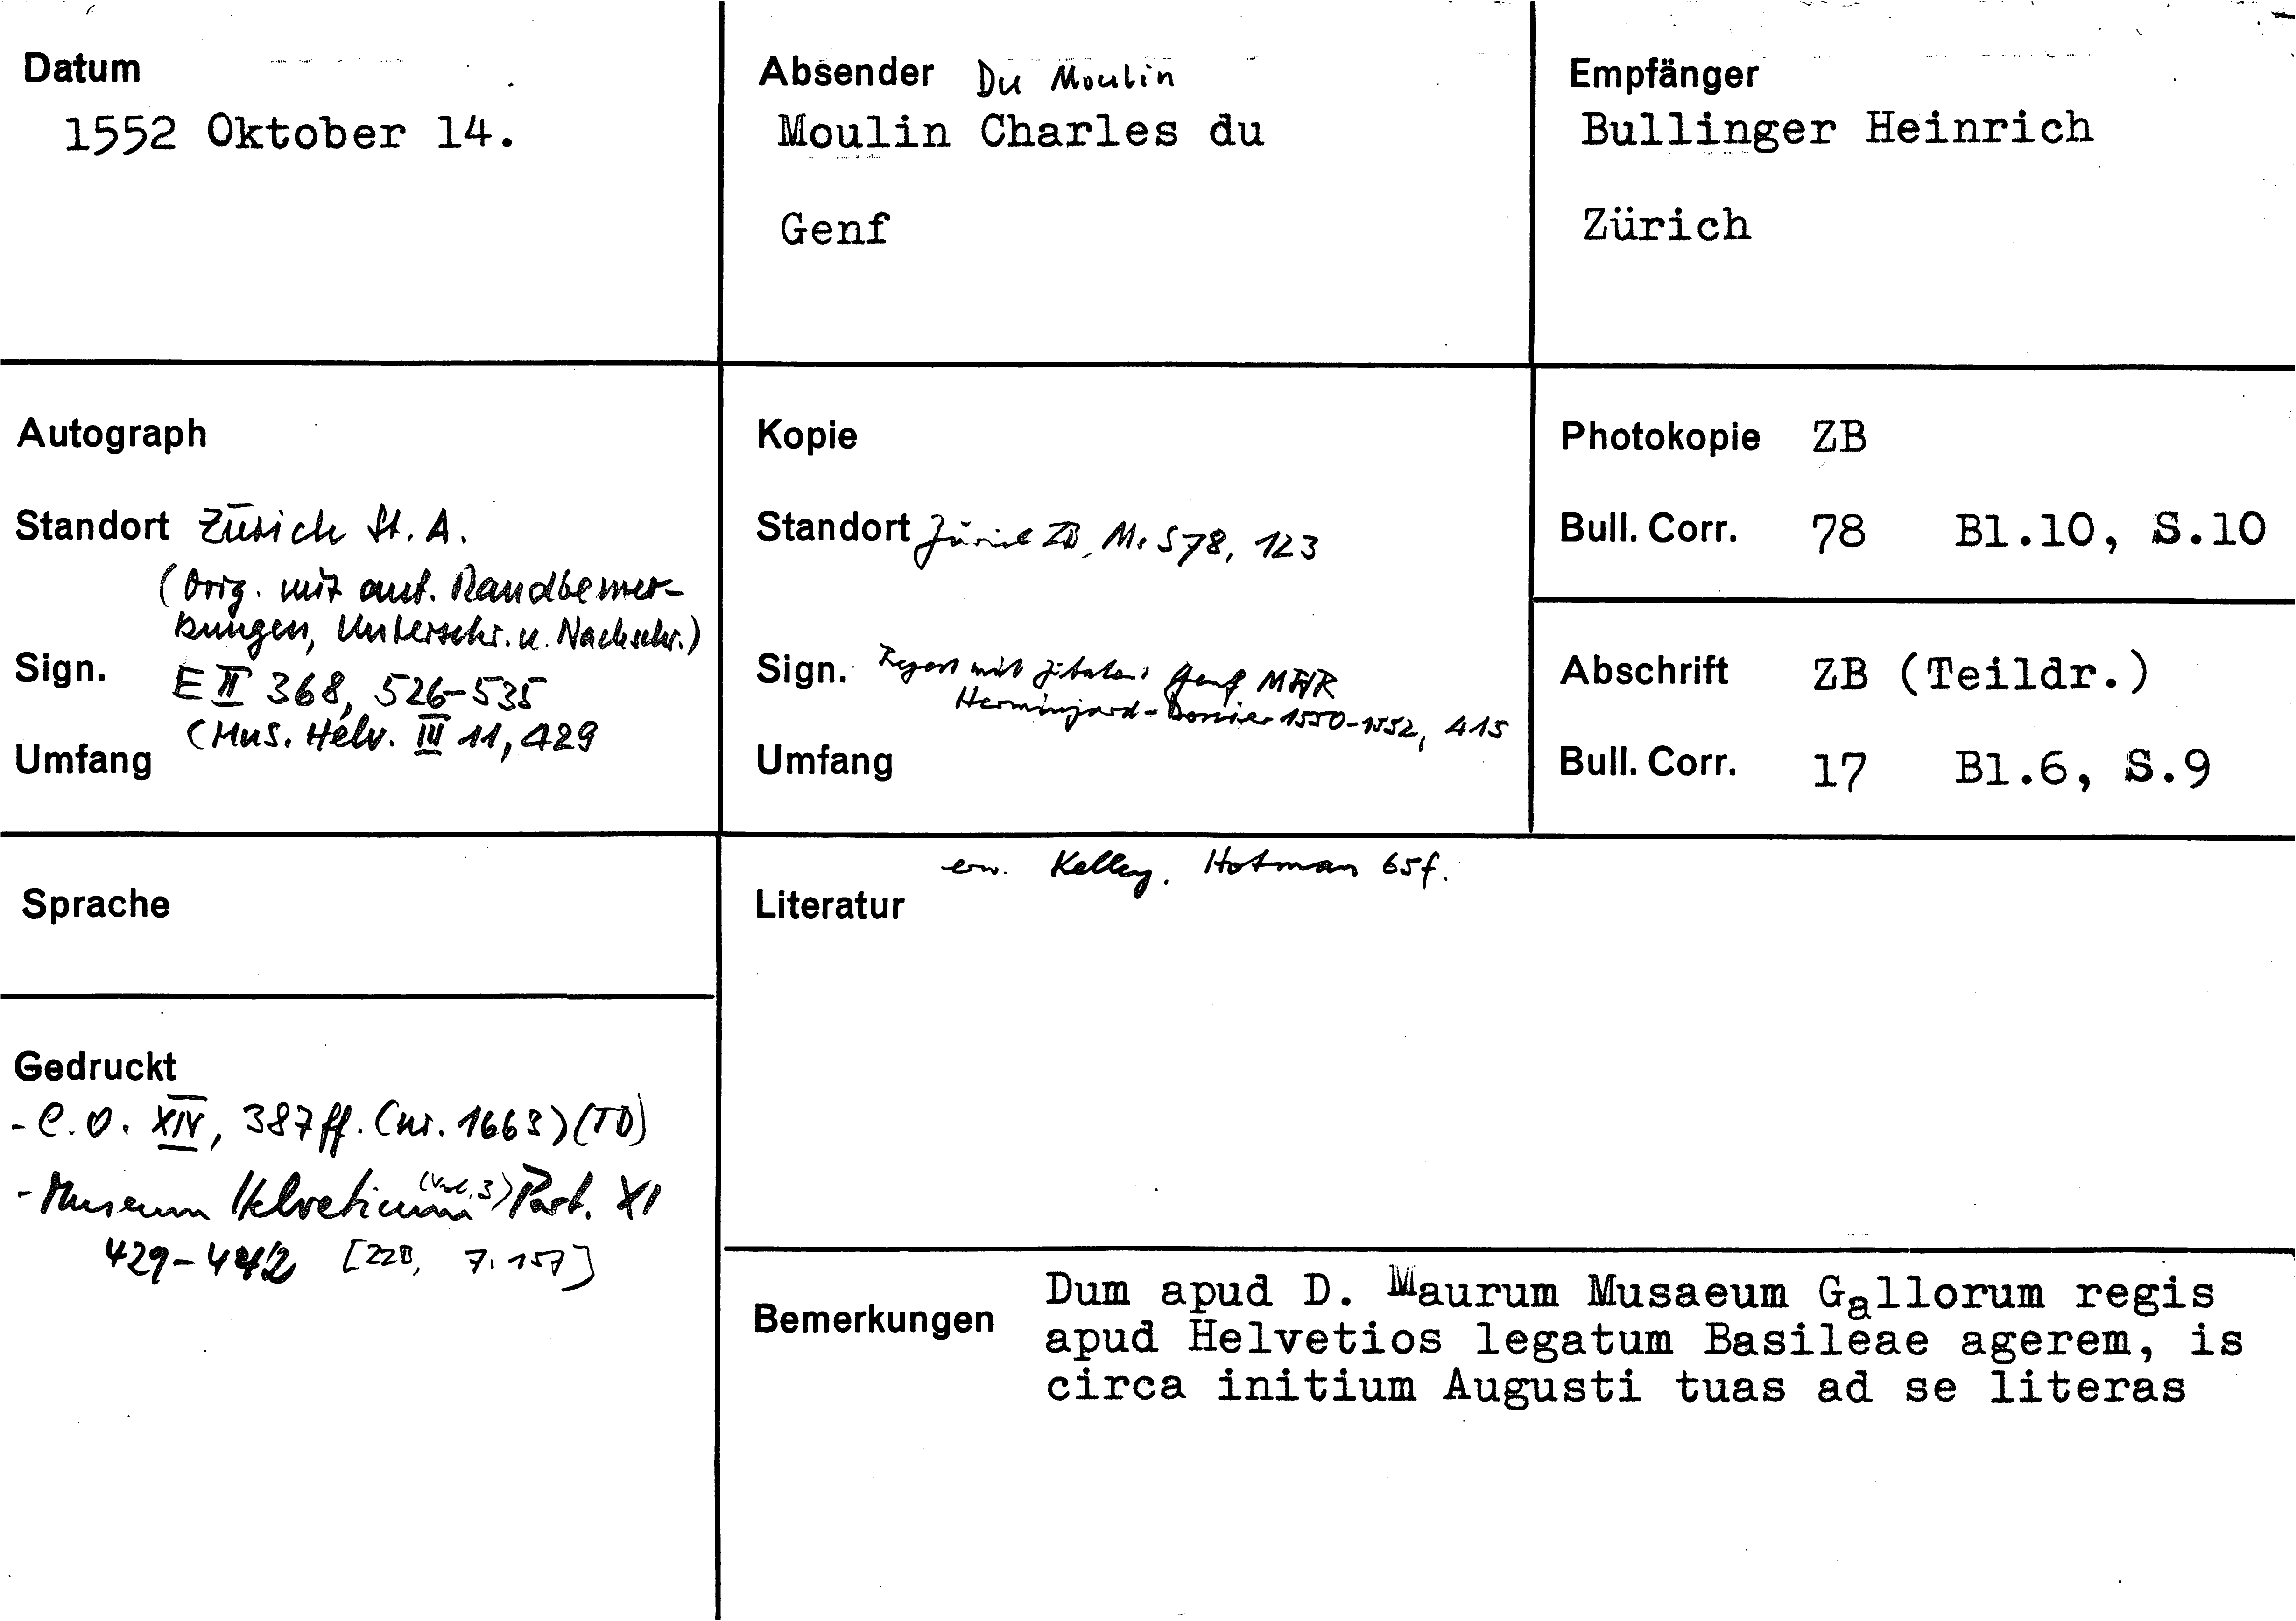 Datum
1552 Oktober 14.
Absender Du Moulin
Moulin Charles du
Genf
Empfänger
Bullinger Heinrich
Zürich
Autograph
Standort Zürich St. A.
(Orig. mit aut. Randbemer-
kungen, Unterschr. u. Nachschr.)
Sign. E II 368, 526-535
(Mus. Helv. III 11, 429
Umfang
Kopie
Standort Zürich ZB, Ms S 78, 123
Sign. Regest mit Zitaten: Genf MHR
Herminjard-Dossier 1550-1552, 415
Umfang
Photokopie ZB
Bull. Corr. 78 Bl.10, S.10
Abschrift ZB (Teildr.)
Bull. Corr. 17 Bl.6, S.9
Sprache
Gedruckt
- C.O. XIV, 387ff. (nr. 1663) (TD)
- Museum Helveticum (Vol. 3) Part. XI
429-442 [ZZB, 7.157]
erw. Kelley, Hotman 65f.
Literatur
Bemerkungen
Dum apud D. Maurum Musaeum Gallorum regis
apud Helvetios legatum Basileae agerem, is
circa initium Augusti tuas ad se literas